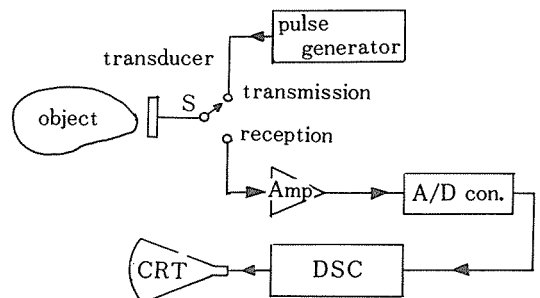 pulse
generator
transducer
S
transmission
object
reception
Amp
A/D con.
CRT
DSC